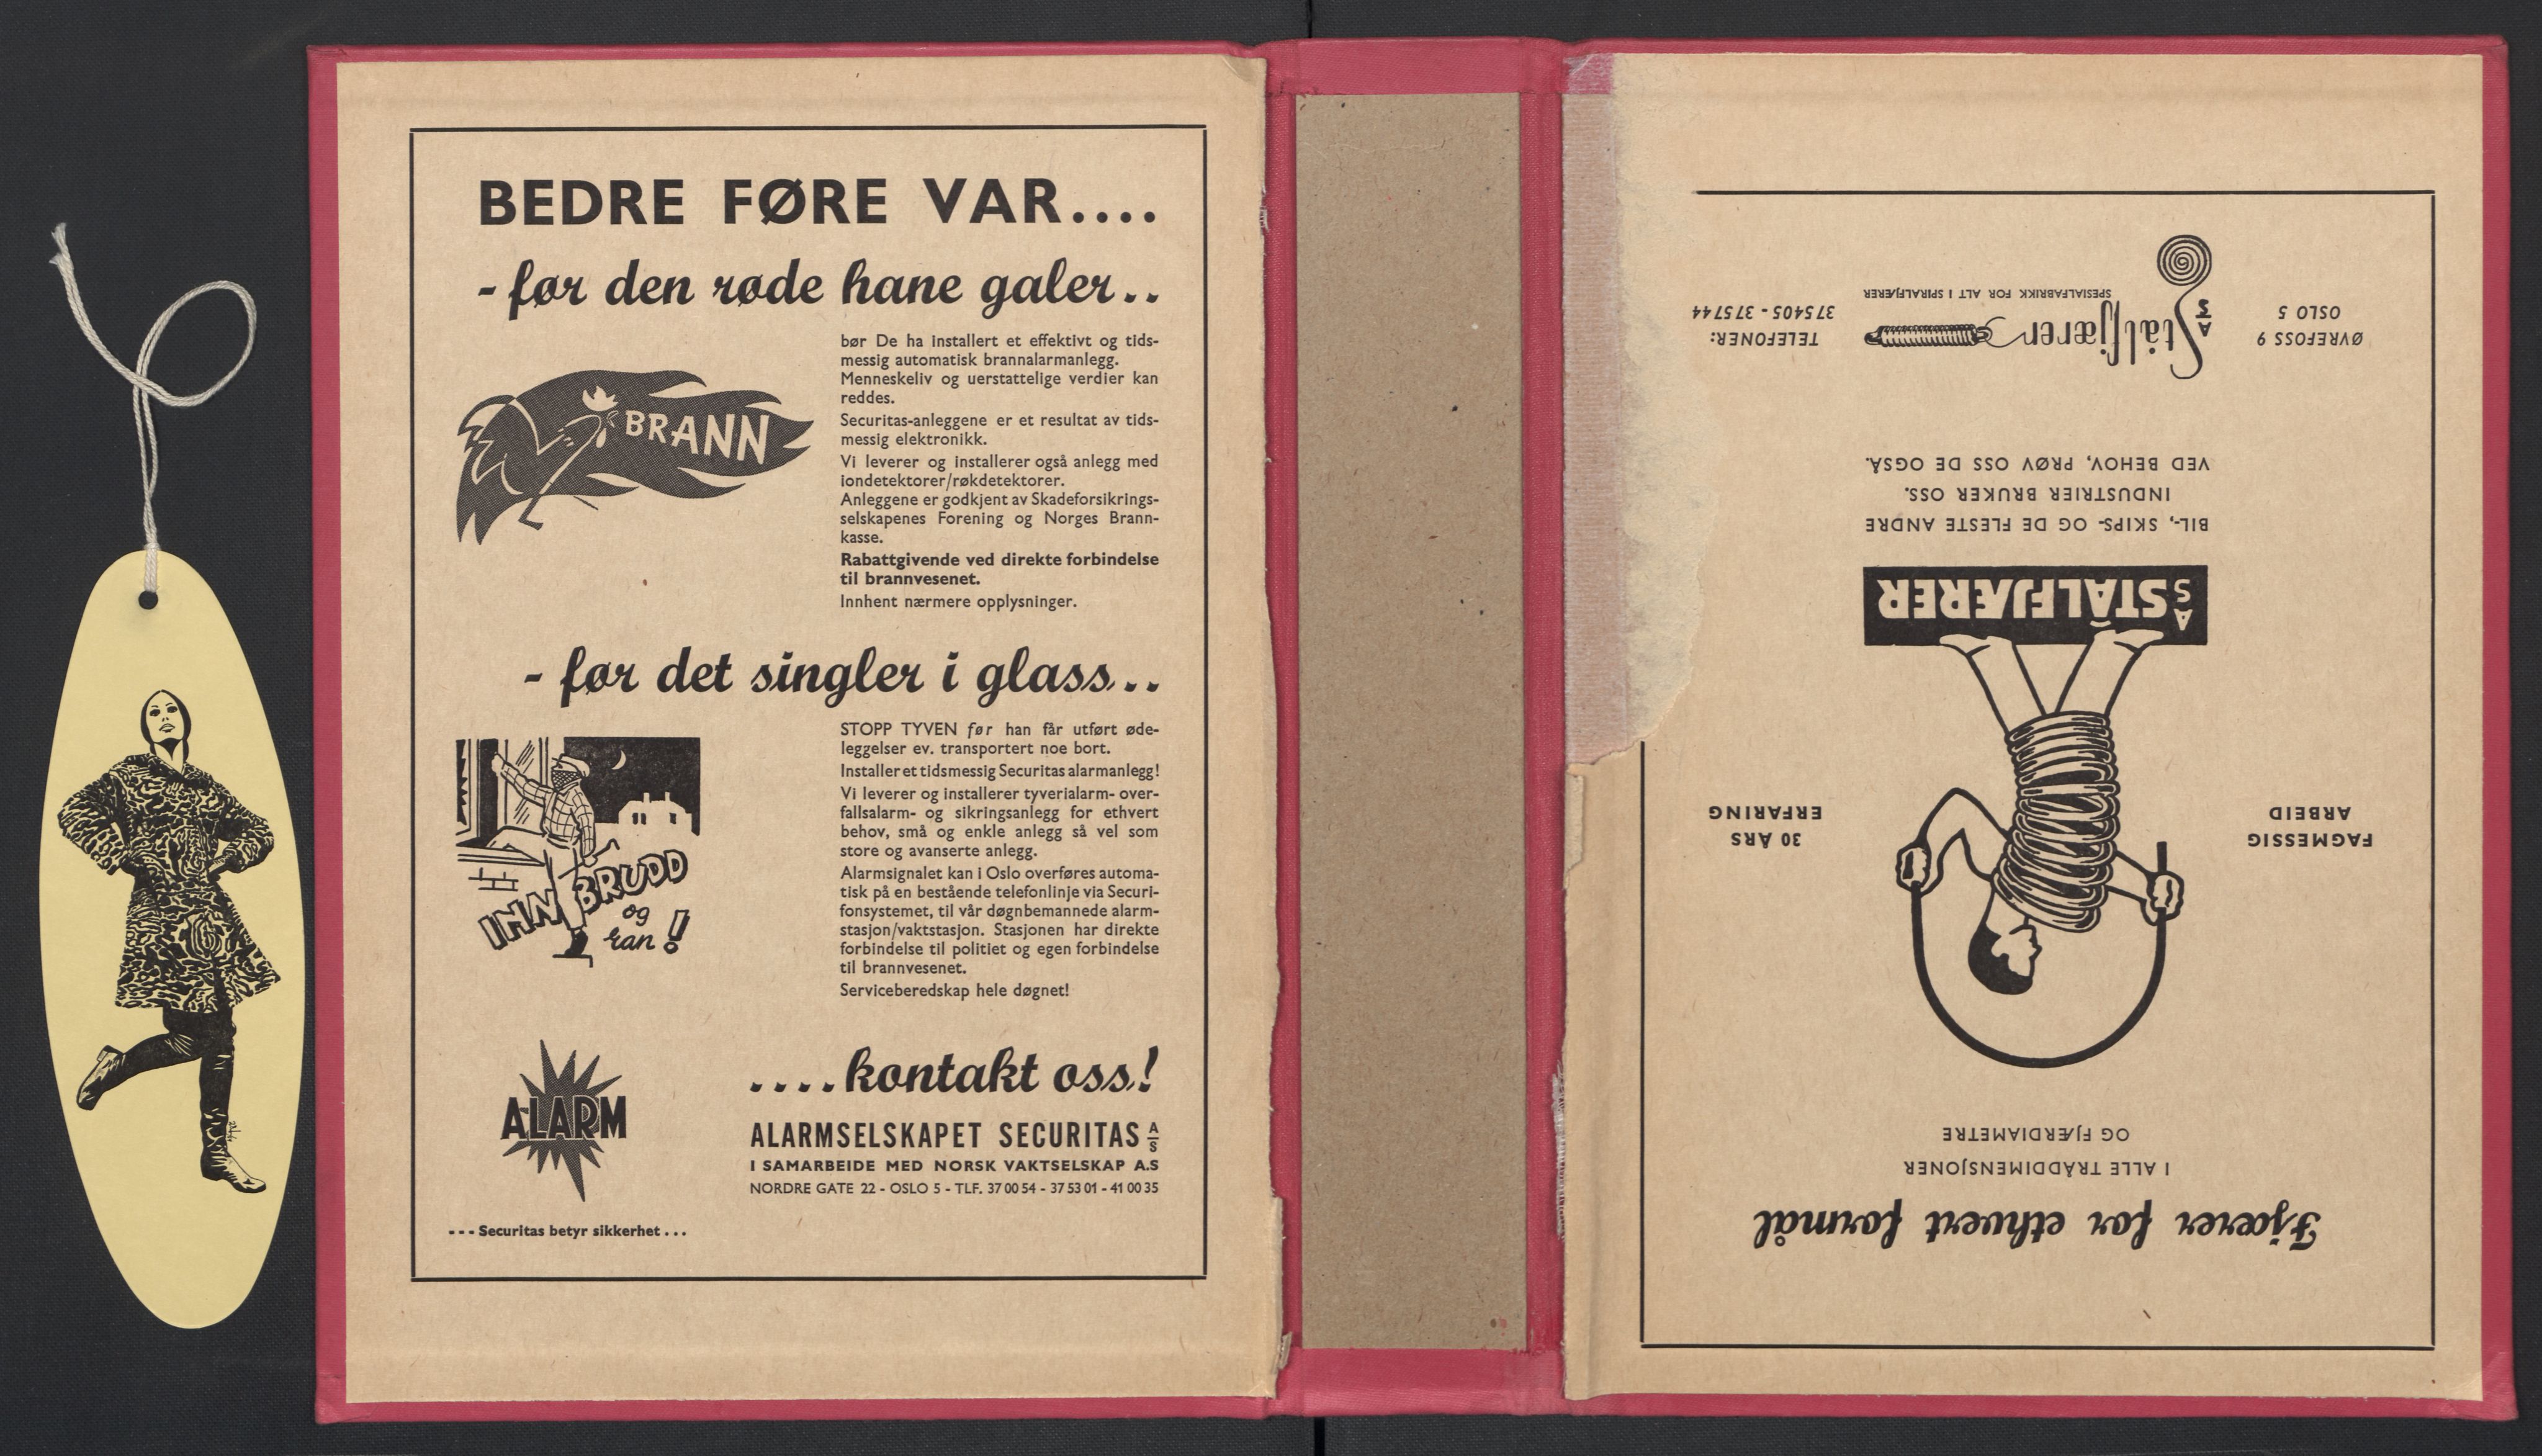 BEDRE FØRE VAR....
- før den røde hane galer..
BRANN
bør De ha installert et effektivt og tids-
messig automatisk brannalarmanlegg.
Menneskeliv og uerstattelige verdier kan
reddes.
Securitas-anleggene er et resultat av tids-
messig elektronikk.
Vi leverer og installerer også anlegg med
iondetektorer/røkdetektorer.
Anleggene er godkjent av Skadeforsikrings-
selskapenes Forening og Norges Brann-
kasse.
Rabattgivende ved direkte forbindelse
til brannvesenet.
Innhent nærmere opplysninger.
- før det singler i glass..
INNBRUDD
og
ran!
STOPP TYVEN før han får utført øde-
leggelser ev. transportert noe bort.
Installer et tidsmessig Securitas alarmanlegg!
Vi leverer og installerer tyverialarm- over-
fallsalarm- og sikringsanlegg for ethvert
behov, små og enkle anlegg så vel som
store og avanserte anlegg.
Alarmsignalet kan i Oslo overføres automa-
tisk på en bestående telefonlinje via Securi-
fonsystemet, til vår døgnbemannede alarm-
stasjon/vaktstasjon. Stasjonen har direkte
forbindelse til politiet og egen forbindelse
til brannvesenet.
Serviceberedskap hele døgnet!
ALARM
....kontakt oss!
ALARMSELSKAPET SECURITAS A/S
I SAMARBEIDE MED NORSK VAKTSELSKAP A.S
NORDRE GATE 22 - OSLO 5 - TLF. 37 00 54 - 37 53 01 - 41 00 35
--- Securitas betyr sikkerhet ...
Fjærer for ethvert formål
I ALLE TRÅDDIMENSJONER
OG FJÆRDIAMETRE
FAGMESSIG
ARBEID
30 ÅRS
ERFARING
A/S STÅLFJÆRER
BIL-, SKIPS- OG DE FLESTE ANDRE
INDUSTRIER BRUKER OSS.
VED BEHOV, PRØV OSS DE OGSÅ.
ØVREFOSS 9
OSLO 5
A/S Stålfjærer
SPESIALFABRIKK FOR ALT I SPIRALFJÆRER
TELEFONER:
375405 - 375744